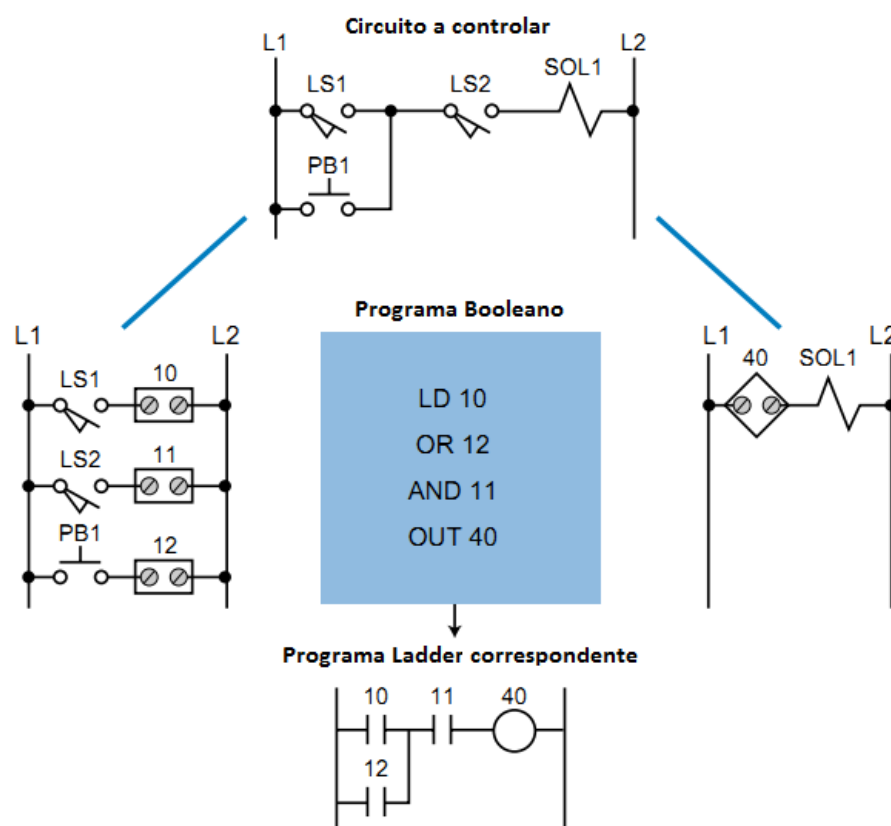 Circuito a controlar
L1
L2
LS1
LS2
SOL1
PB1
Programa Booleano
L1
L2
LS1
10
LS2
11
PB1
12
LD 10
OR 12
AND 11
OUT 40
L1
L2
40
SOL1
Programa Ladder correspondente
10
11
40
12